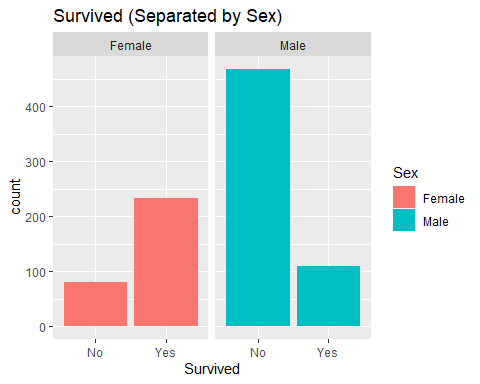 Survived (Separated by Sex)
Female
Male
count
400
300
200
100
0
No
Yes
No
Yes
Survived
Sex
Female
Male